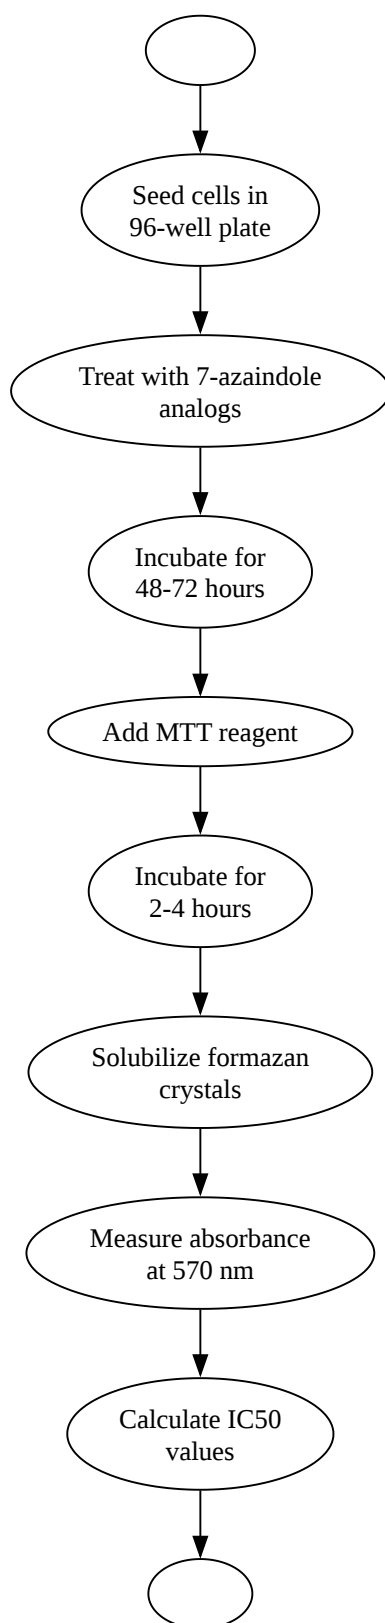 Seed cells in
96-well plate
Treat with 7-azaindole
analogs
Incubate for
48-72 hours
Add MTT reagent
Incubate for
2-4 hours
Solubilize formazan
crystals
Measure absorbance
at 570 nm
Calculate IC50
values